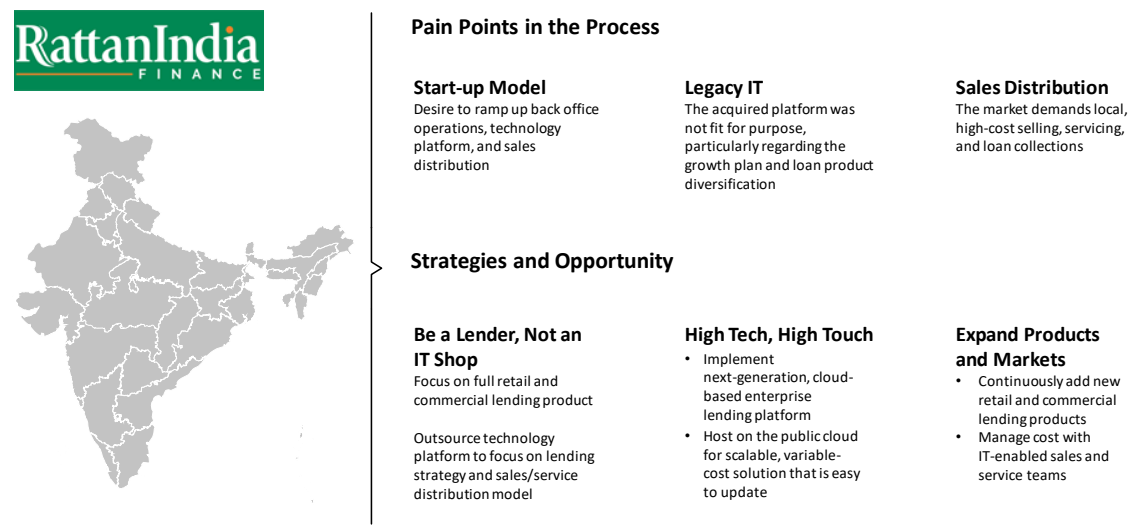 RattanIndia
FINANCE
Pain Points in the Process
Start-up Model
Desire to ramp up back office
operations, technology
platform, and sales
distribution
Legacy IT
The acquired platform was
not fit for purpose,
particularly regarding the
growth plan and loan product
diversification
Sales Distribution
The market demands local,
high-cost selling, servicing,
and loan collections
Strategies and Opportunity
Be a Lender, Not an
IT Shop
Focus on full retail and
commercial lending product
Outsource technology
platform to focus on lending
strategy and sales/service
distribution model
High Tech, High Touch
• Implement
next-generation, cloud-
based enterprise
lending platform
• Host on the public cloud
for scalable, variable-
cost solution that is easy
to update
Expand Products
and Markets
• Continuously add new
retail and commercial
lending products
• Manage cost with
IT-enabled sales and
service teams